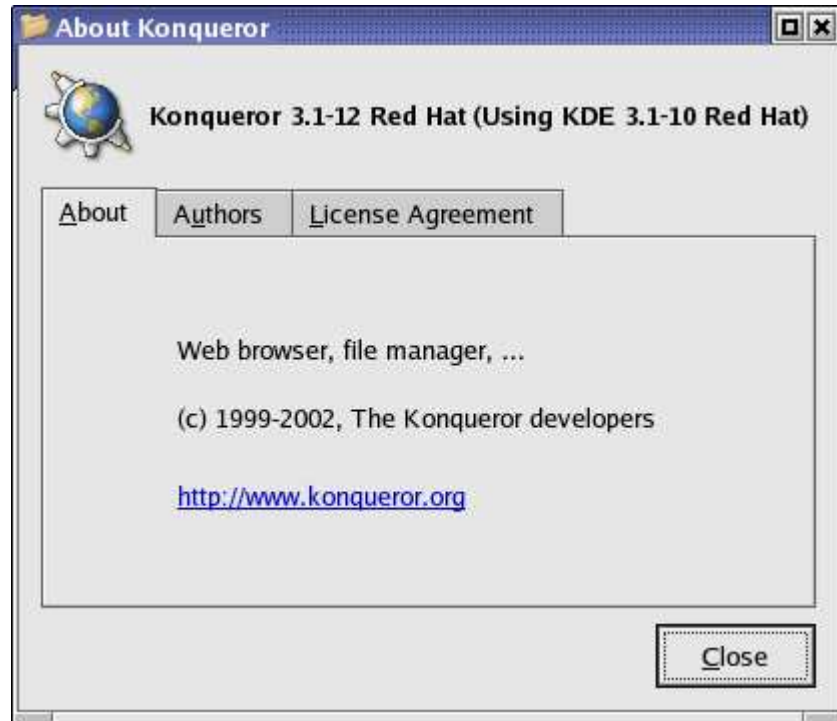 About Konqueror
Konqueror 3.1-12 Red Hat (Using KDE 3.1-10 Red Hat)
About
Authors
License Agreement
Web browser, file manager, ...
(c) 1999-2002, The Konqueror developers
http://www.konqueror.org
Close